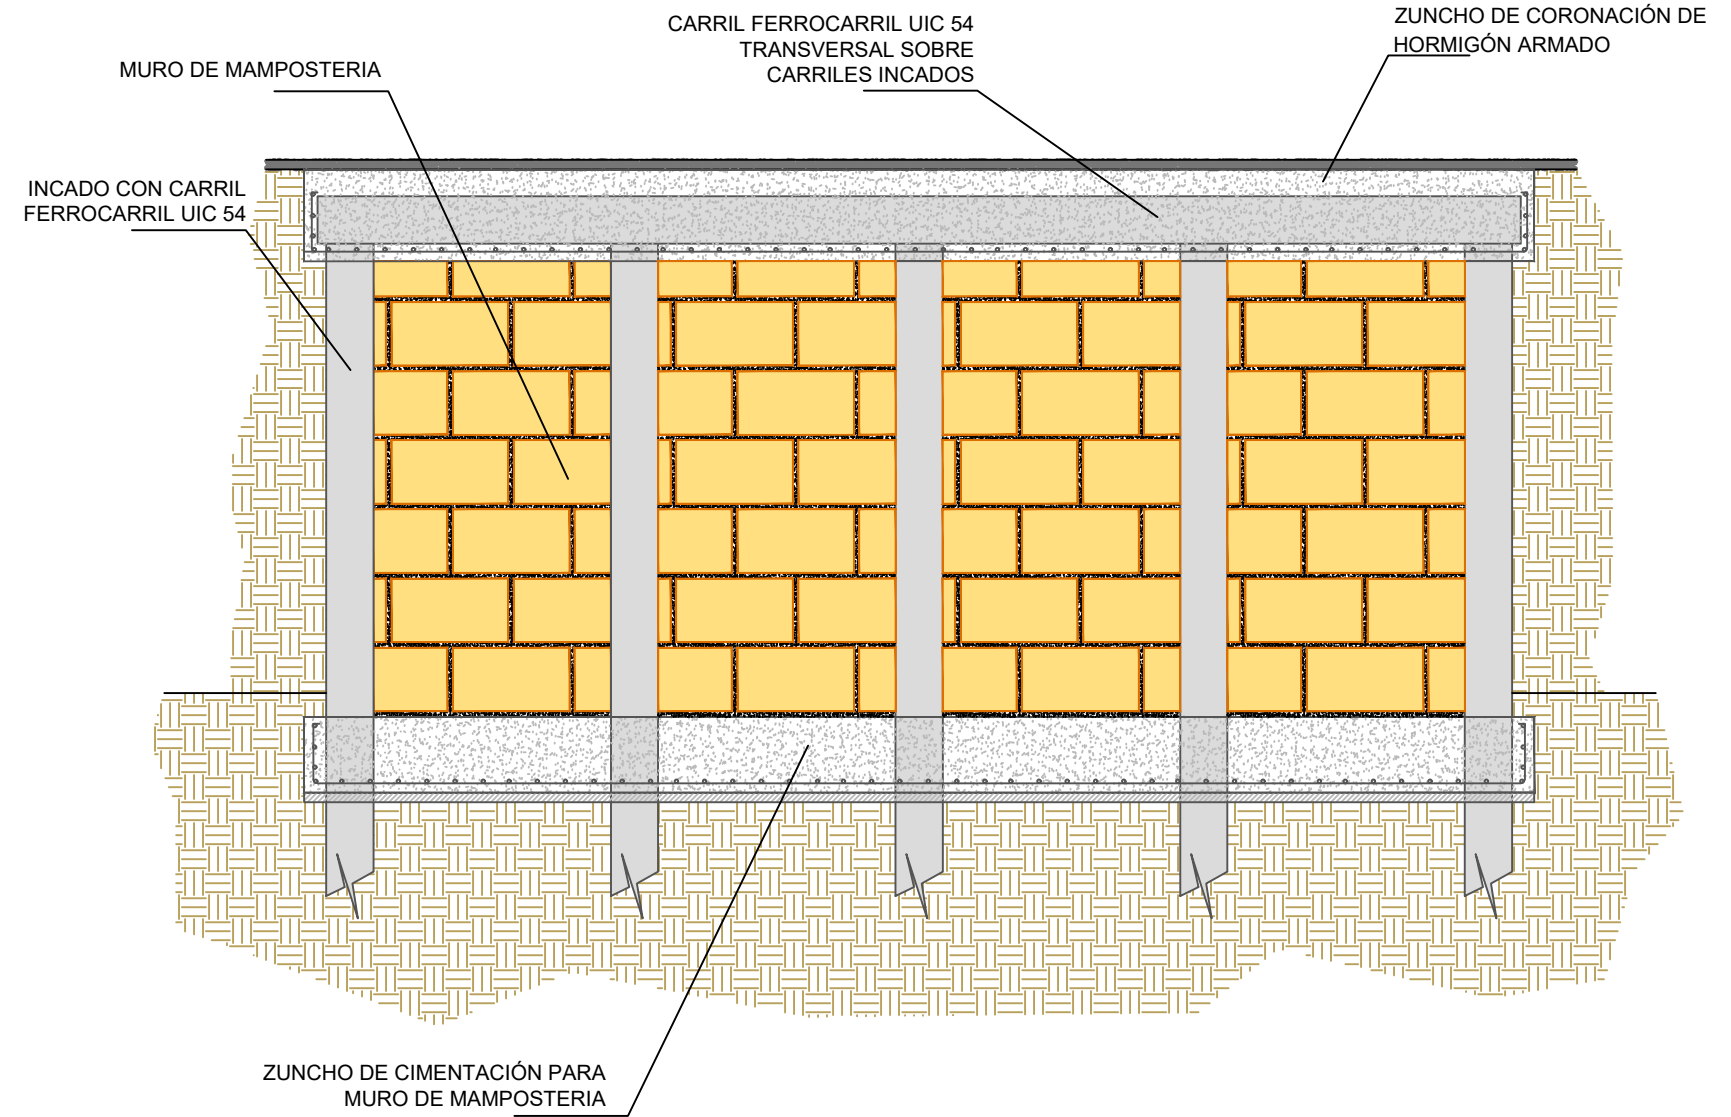 CARRIL FERROCARRIL UIC 54
TRANSVERSAL SOBRE
CARRILES INCADOS
ZUNCHO DE CORONACIÓN DE
HORMIGÓN ARMADO
MURO DE MAMPOSTERIA
INCADO CON CARRIL
FERROCARRIL UIC 54
ZUNCHO DE CIMENTACIÓN PARA
MURO DE MAMPOSTERIA